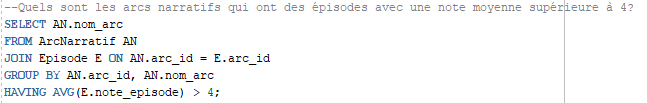 --Quels sont les arcs narratifs qui ont des épisodes avec une note moyenne supérieure à 4?
SELECT AN.nom_arc
FROM ArcNarratif AN
JOIN Episode E ON AN.arc_id = E.arc_id
GROUP BY AN.arc_id, AN.nom_arc
HAVING AVG(E.note_episode) > 4;